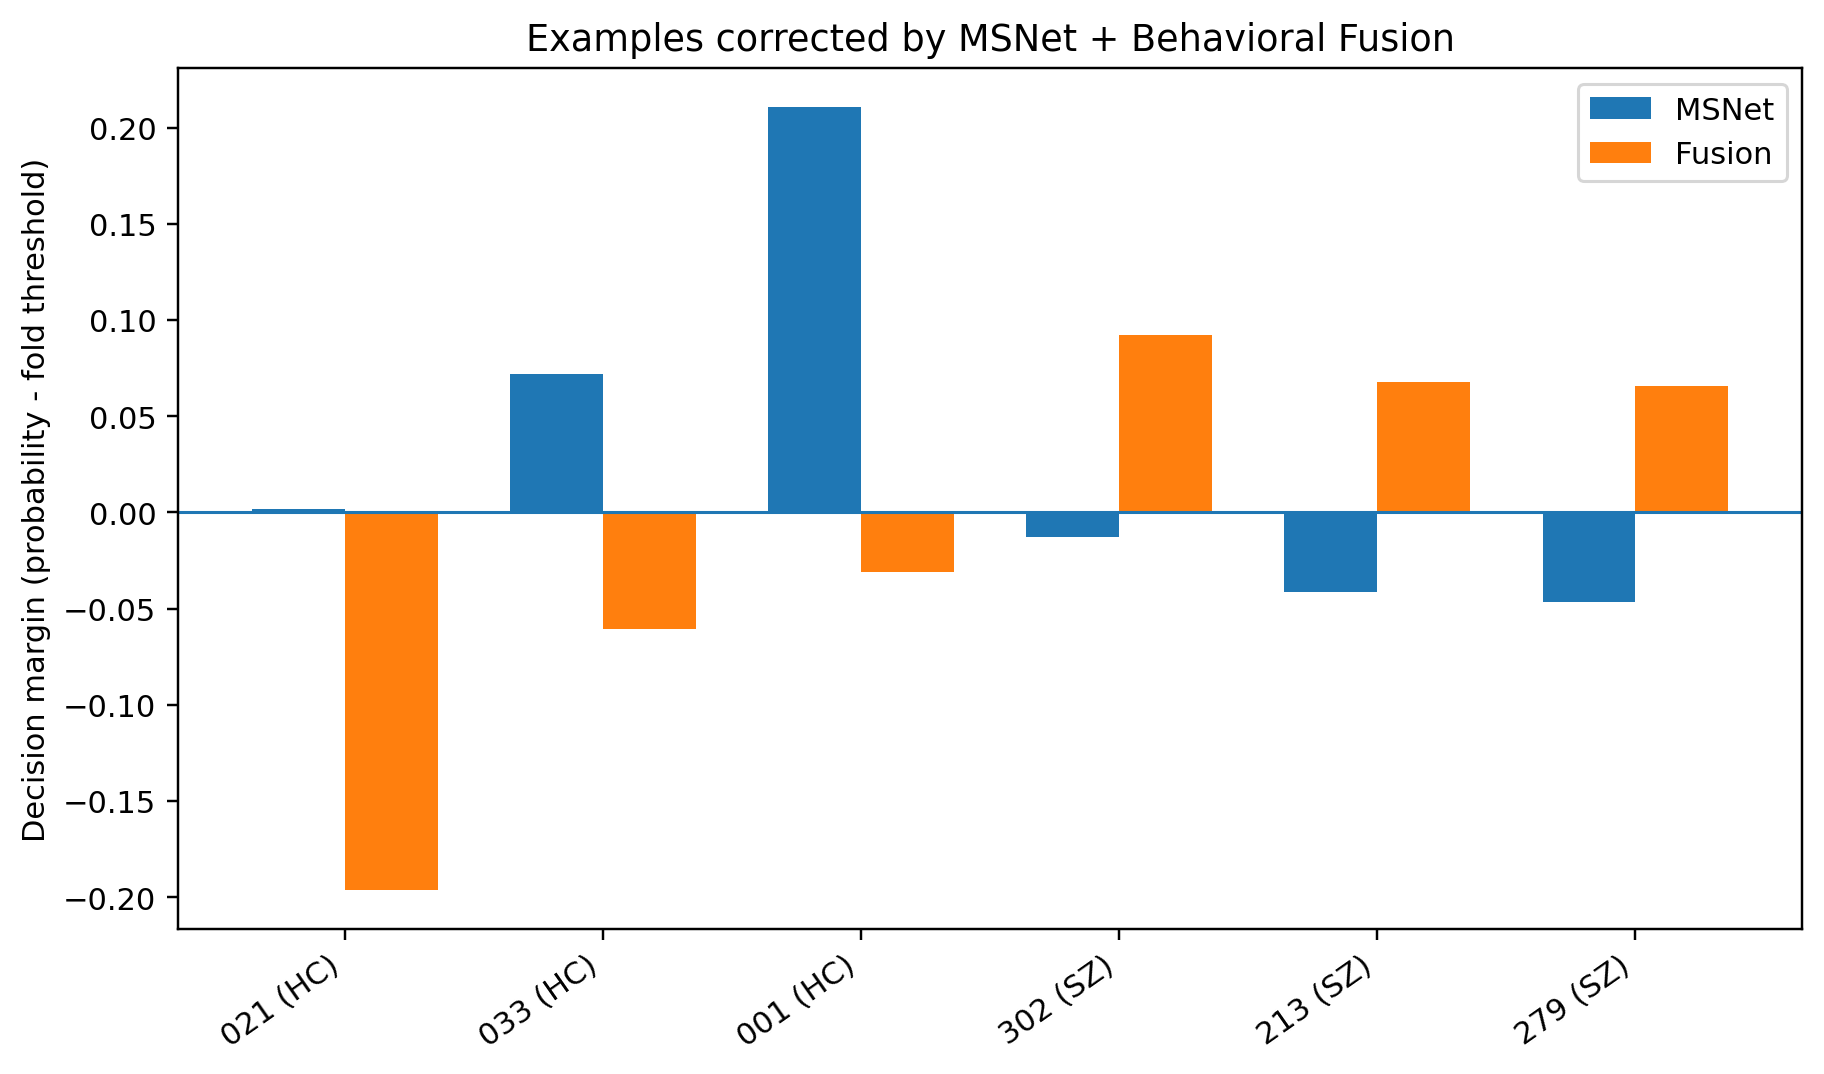 Examples corrected by MSNet + Behavioral Fusion
MSNet
Fusion
Decision margin (probability - fold threshold)
0.20
0.15
0.10
0.05
0.00
−0.05
−0.10
−0.15
−0.20
021 (HC)
033 (HC)
001 (HC)
302 (SZ)
213 (SZ)
279 (SZ)